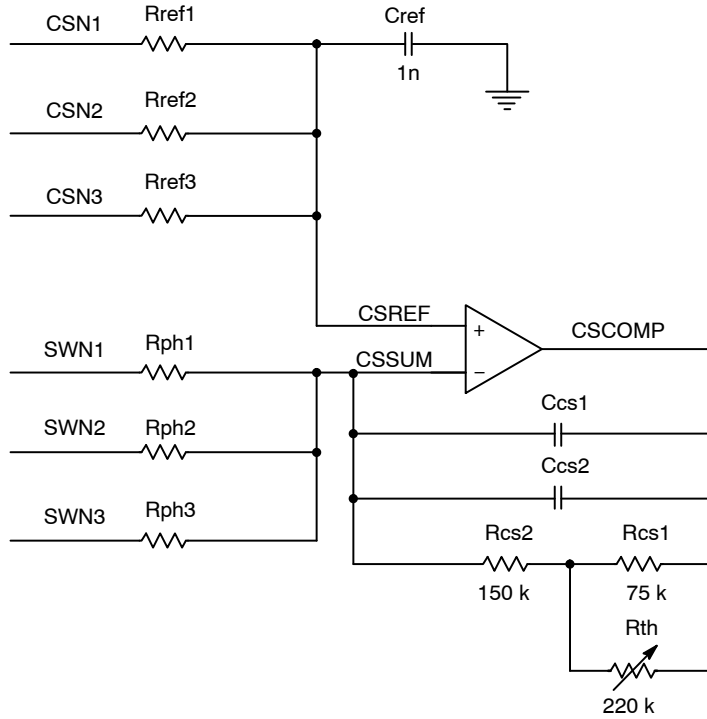 CSN1
Rref1
Cref
1n
CSN2
Rref2
CSN3
Rref3
CSREF
+
CSCOMP
SWN1
Rph1
CSSUM
−
Ccs1
SWN2
Rph2
Ccs2
SWN3
Rph3
Rcs2
Rcs1
150 k
75 k
Rth
220 k